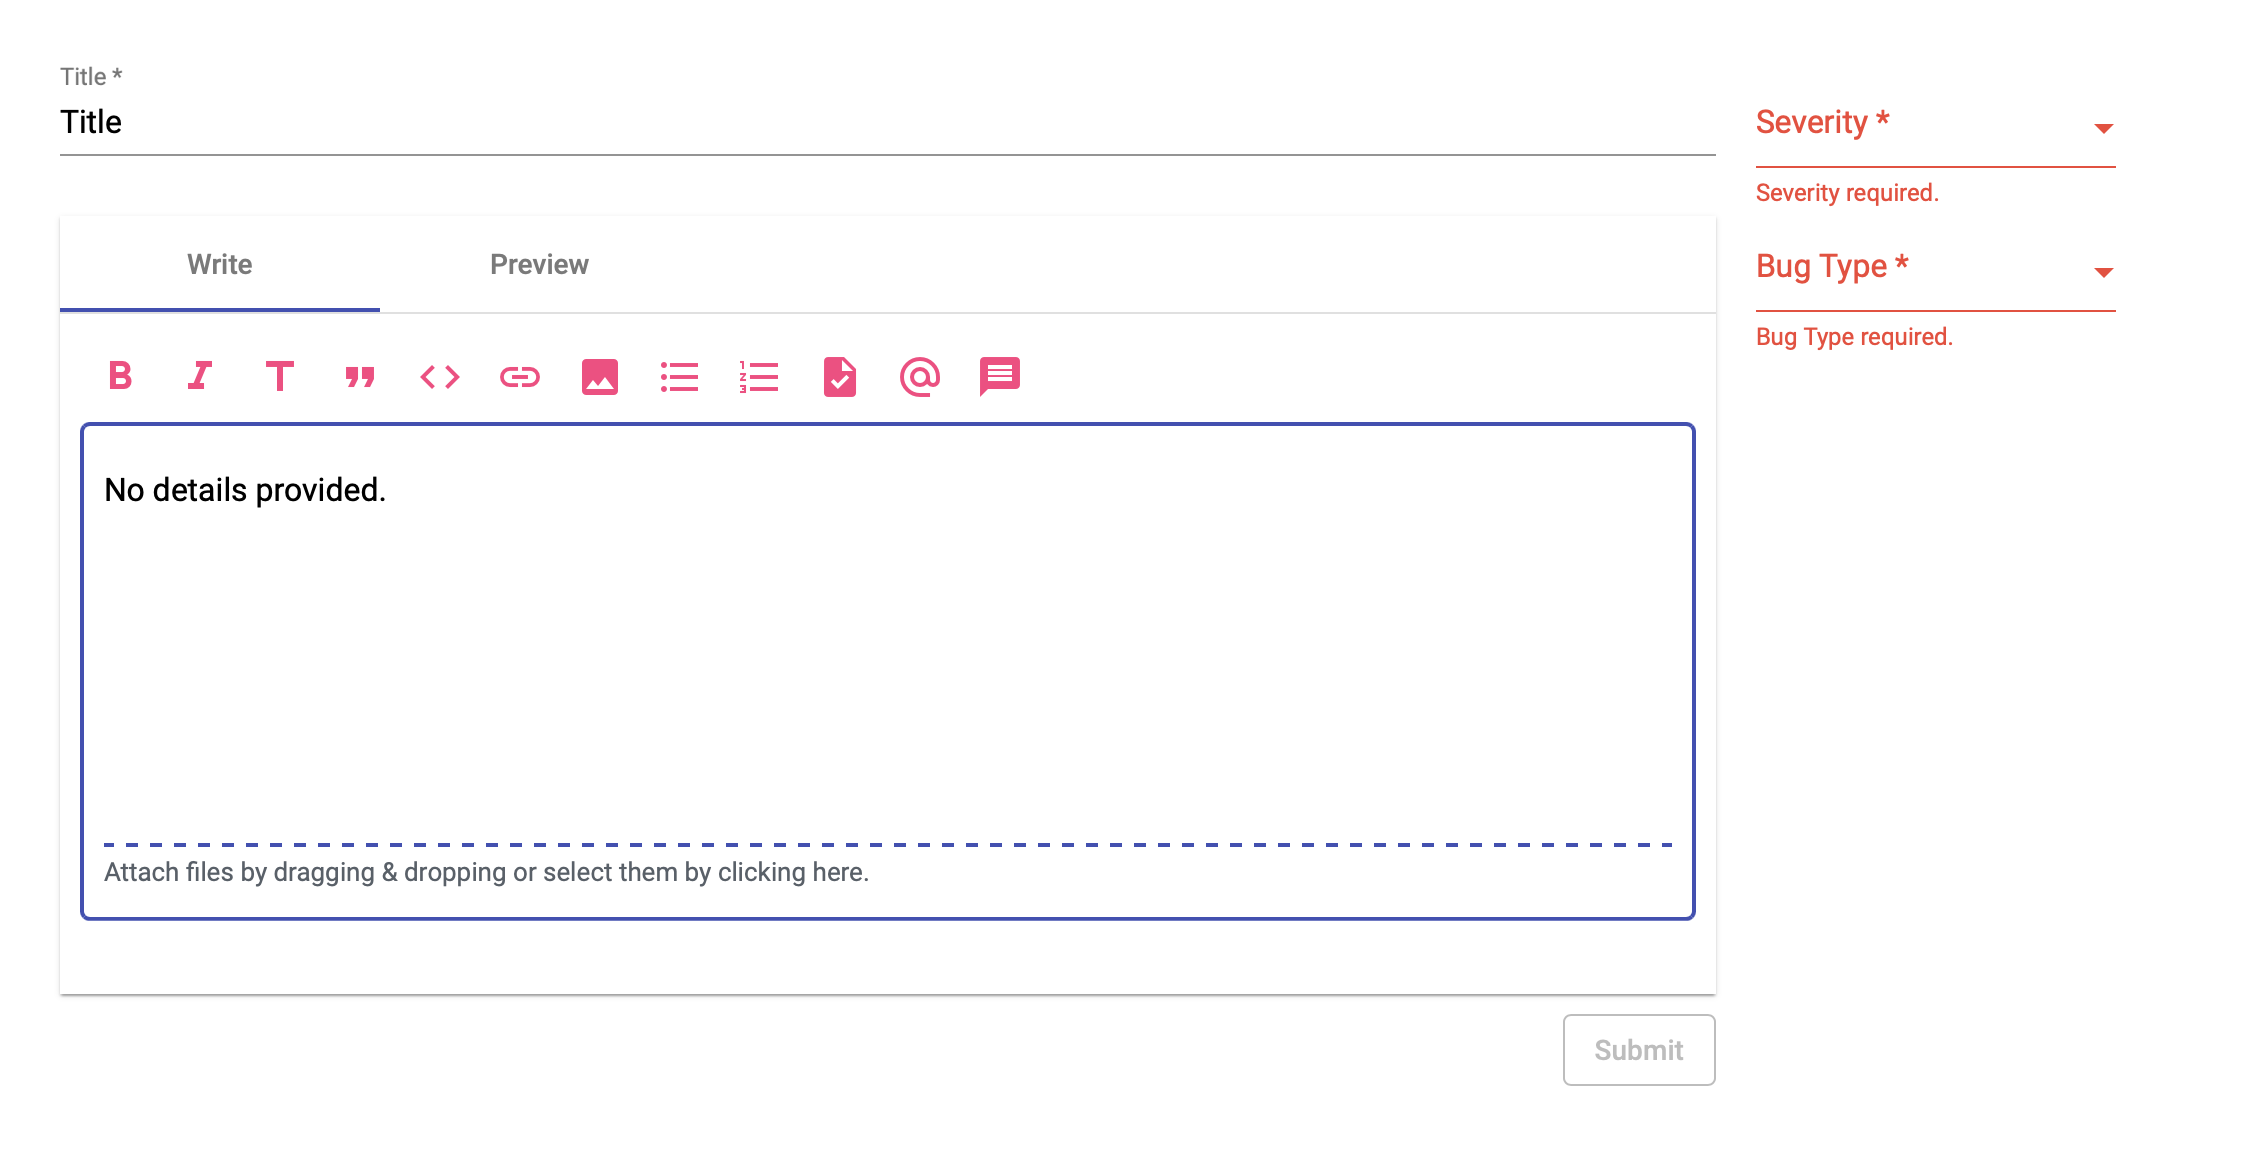 Title *
Title
Severity *
Severity required.
Write
Preview
Bug Type *
Bug Type required.
No details provided.
Attach files by dragging & dropping or select them by clicking here.
Submit